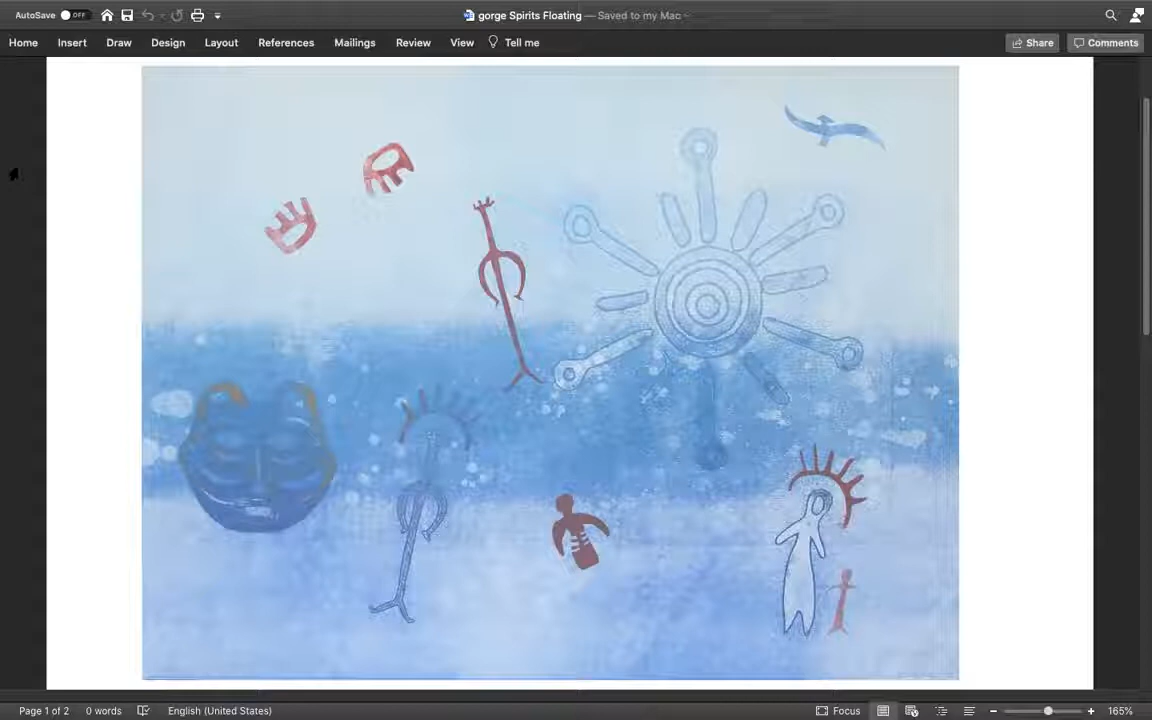 AutoSave OFF gorge Spirits Floating — Saved to my Mac
Home Insert Draw Design Layout References Mailings Review View Tell me Share Comments
Page 1 of 2 0 words English (United States) Focus 165%